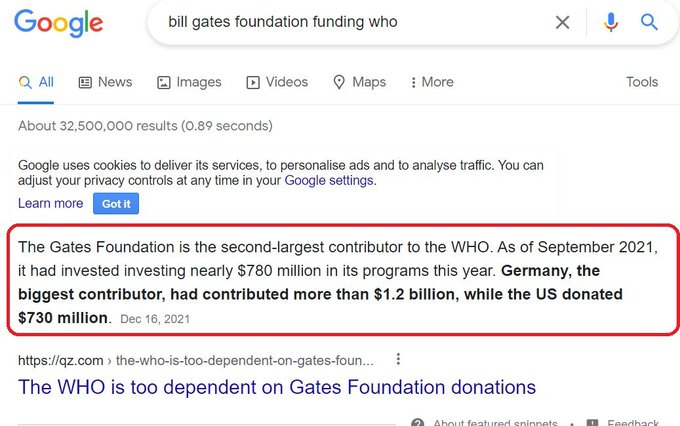 Google
bill gates foundation funding who
All News Images Videos Maps More Tools
About 32,500,000 results (0.89 seconds)
Google uses cookies to deliver its services, to personalise ads and to analyse traffic. You can
adjust your privacy controls at any time in your Google settings.
Learn more Got it
The Gates Foundation is the second-largest contributor to the WHO. As of September 2021,
it had invested investing nearly $780 million in its programs this year. Germany, the
biggest contributor, had contributed more than $1.2 billion, while the US donated
$730 million. Dec 16, 2021
https://qz.com › the-who-is-too-dependent-on-gates-foun...
The WHO is too dependent on Gates Foundation donations
About featured snippets • Feedback